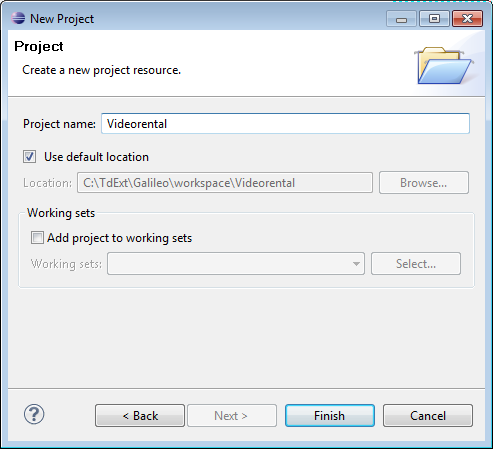 New Project
Project
Create a new project resource.
Project name: Videorental
Use default location
Location: C:\TdExt\Galileo\workspace\Videorental Browse...
Working sets
Add project to working sets
Working sets: Select...
? < Back Next > Finish Cancel